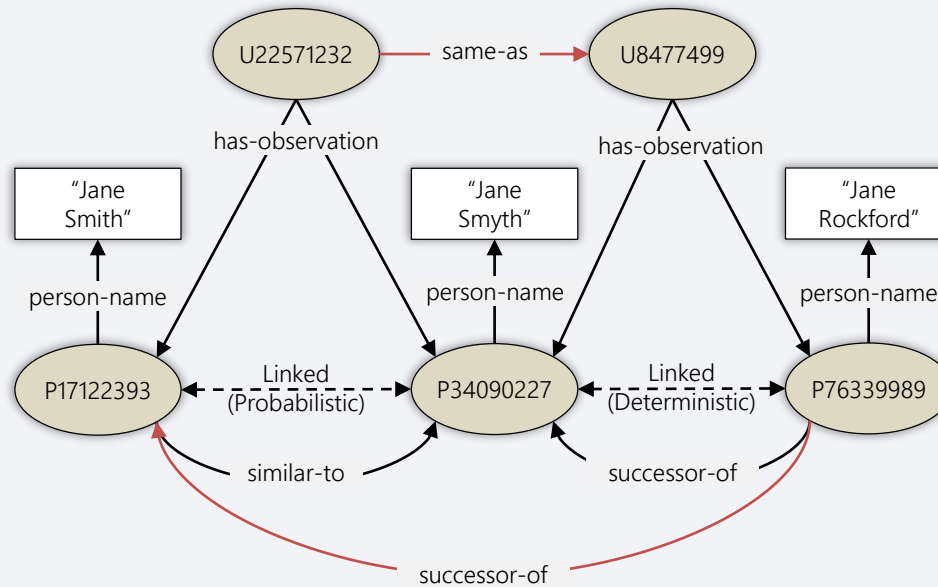 U22571232
same-as
U8477499
has-observation
has-observation
“Jane
Smith”
“Jane
Smyth”
“Jane
Rockford”
person-name
person-name
person-name
P17122393
Linked
(Probabilistic)
P34090227
Linked
(Deterministic)
P76339989
similar-to
successor-of
successor-of